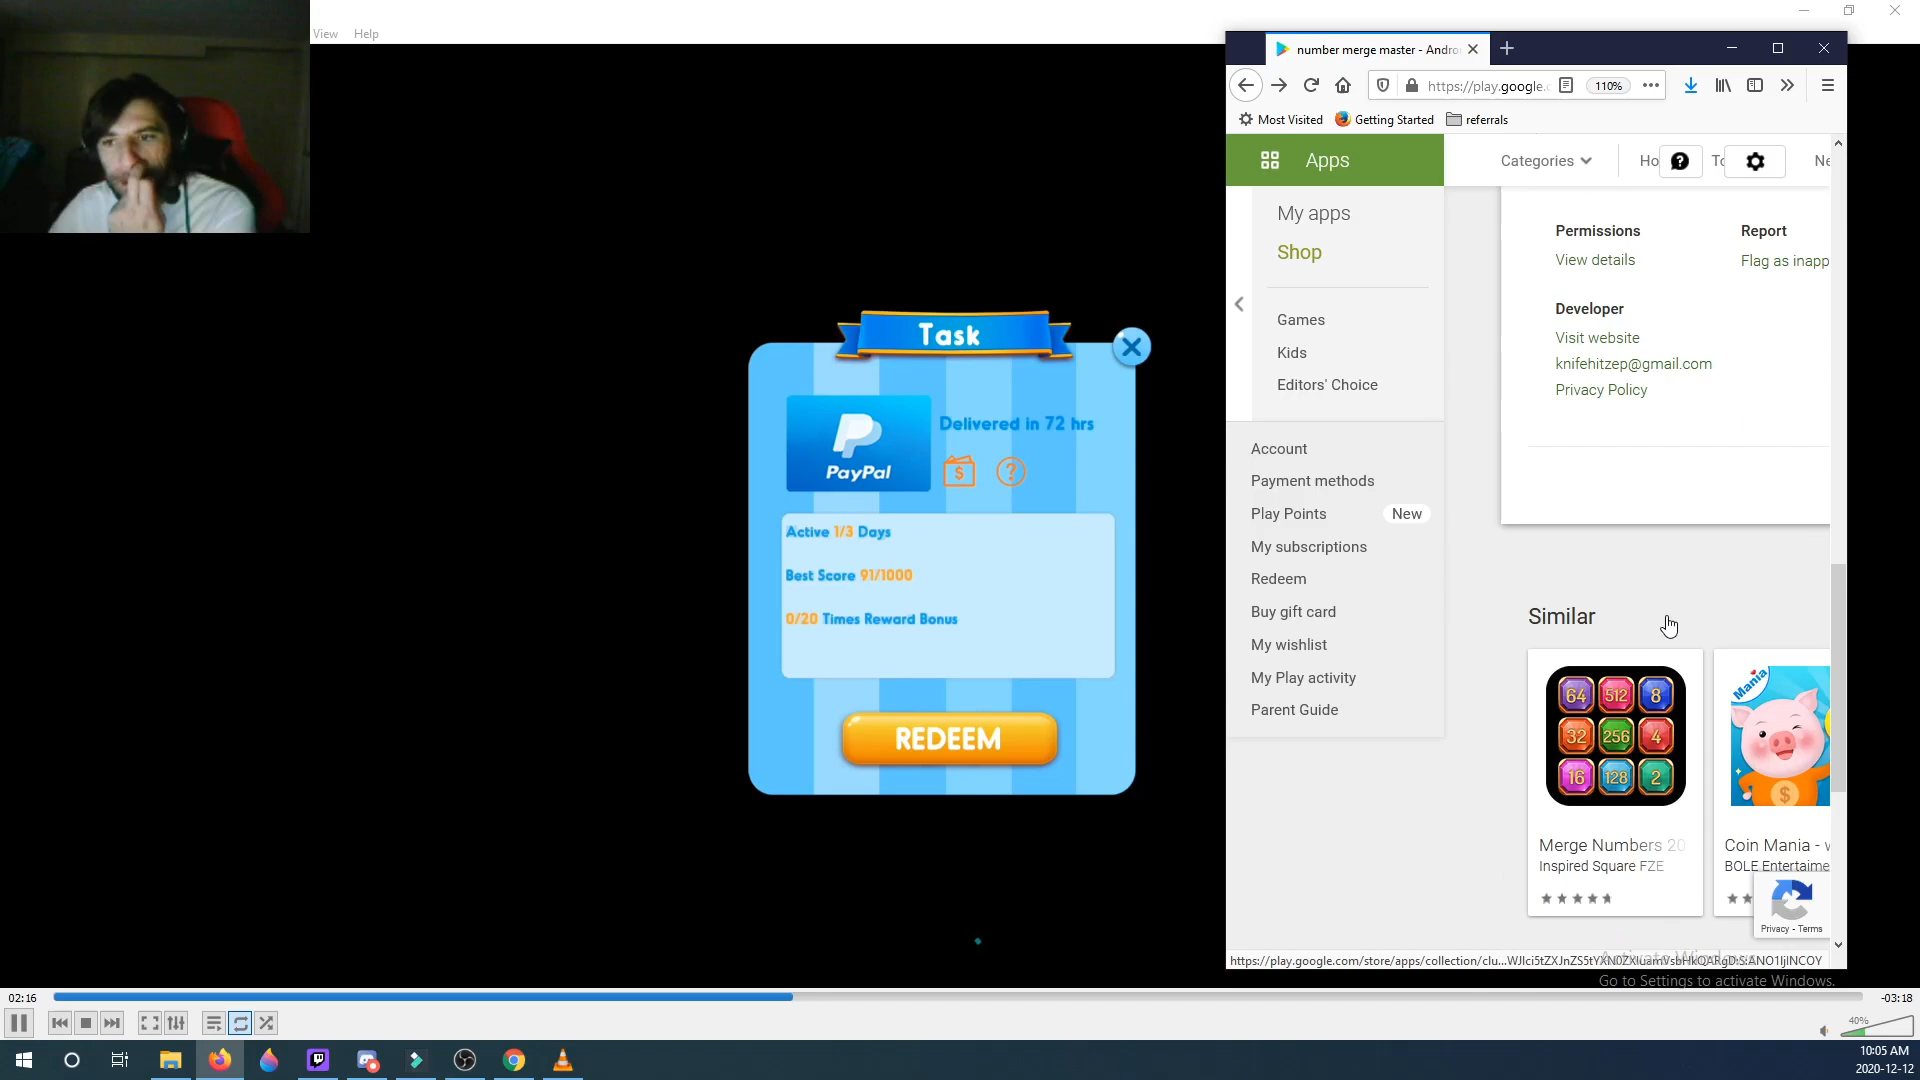 View Help
number merge master - Andro
https://play.google.c 110%
Most Visited Getting Started referrals
Apps
Categories
Ho
My apps
Shop
Games
Kids
Editors' Choice
Account
Payment methods
Play Points New
My subscriptions
Redeem
Buy gift card
My wishlist
My Play activity
Parent Guide
Permissions
View details
Report
Flag as inapp
Developer
Visit website
knifehitzep@gmail.com
Privacy Policy
Similar
64 512 8
32 256 4
16 128 2
Merge Numbers 20
Inspired Square FZE
Mania
Coin Mania - w
BOLE Entertaime
Privacy - Terms
Task
PayPal
Delivered in 72 hrs
Active 1/3 Days
Best Score 91/1000
0/20 Times Reward Bonus
REDEEM
Go to Settings to activate Windows.
02:16
-03:18
40%
10:05 AM
2020-12-12